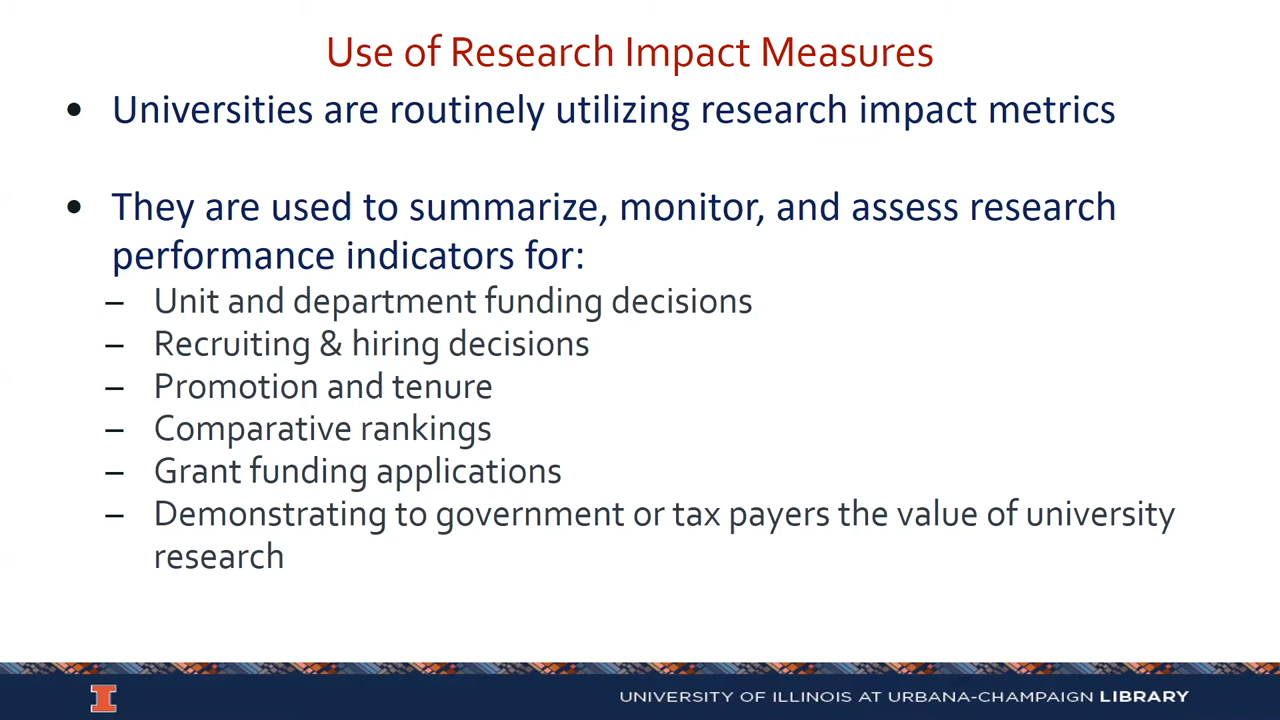 Use of Research Impact Measures
• Universities are routinely utilizing research impact metrics
• They are used to summarize, monitor, and assess research
performance indicators for:
– Unit and department funding decisions
– Recruiting & hiring decisions
– Promotion and tenure
– Comparative rankings
– Grant funding applications
– Demonstrating to government or tax payers the value of university
research
I
UNIVERSITY OF ILLINOIS AT URBANA-CHAMPAIGN LIBRARY